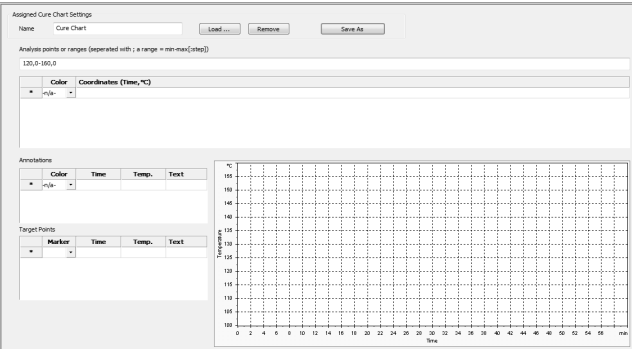 Assigned Cure Chart Settings
Name Cure Chart Load ... Remove Save As
Analysis points or ranges (seperated with ; a range = min-max[:step])
120,0-160,0
Color Coordinates (Time, °C)
* -n/a-
Annotations
Color Time Temp. Text
* -n/a-
Target Points
Marker Time Temp. Text
*
°C
155
150
145
140
135
130
125
120
115
110
105
100
Temperature
0 2 4 6 8 10 12 14 16 18 20 22 24 26 28 30 32 34 36 38 40 42 44 46 48 50 52 54 56 min
Time